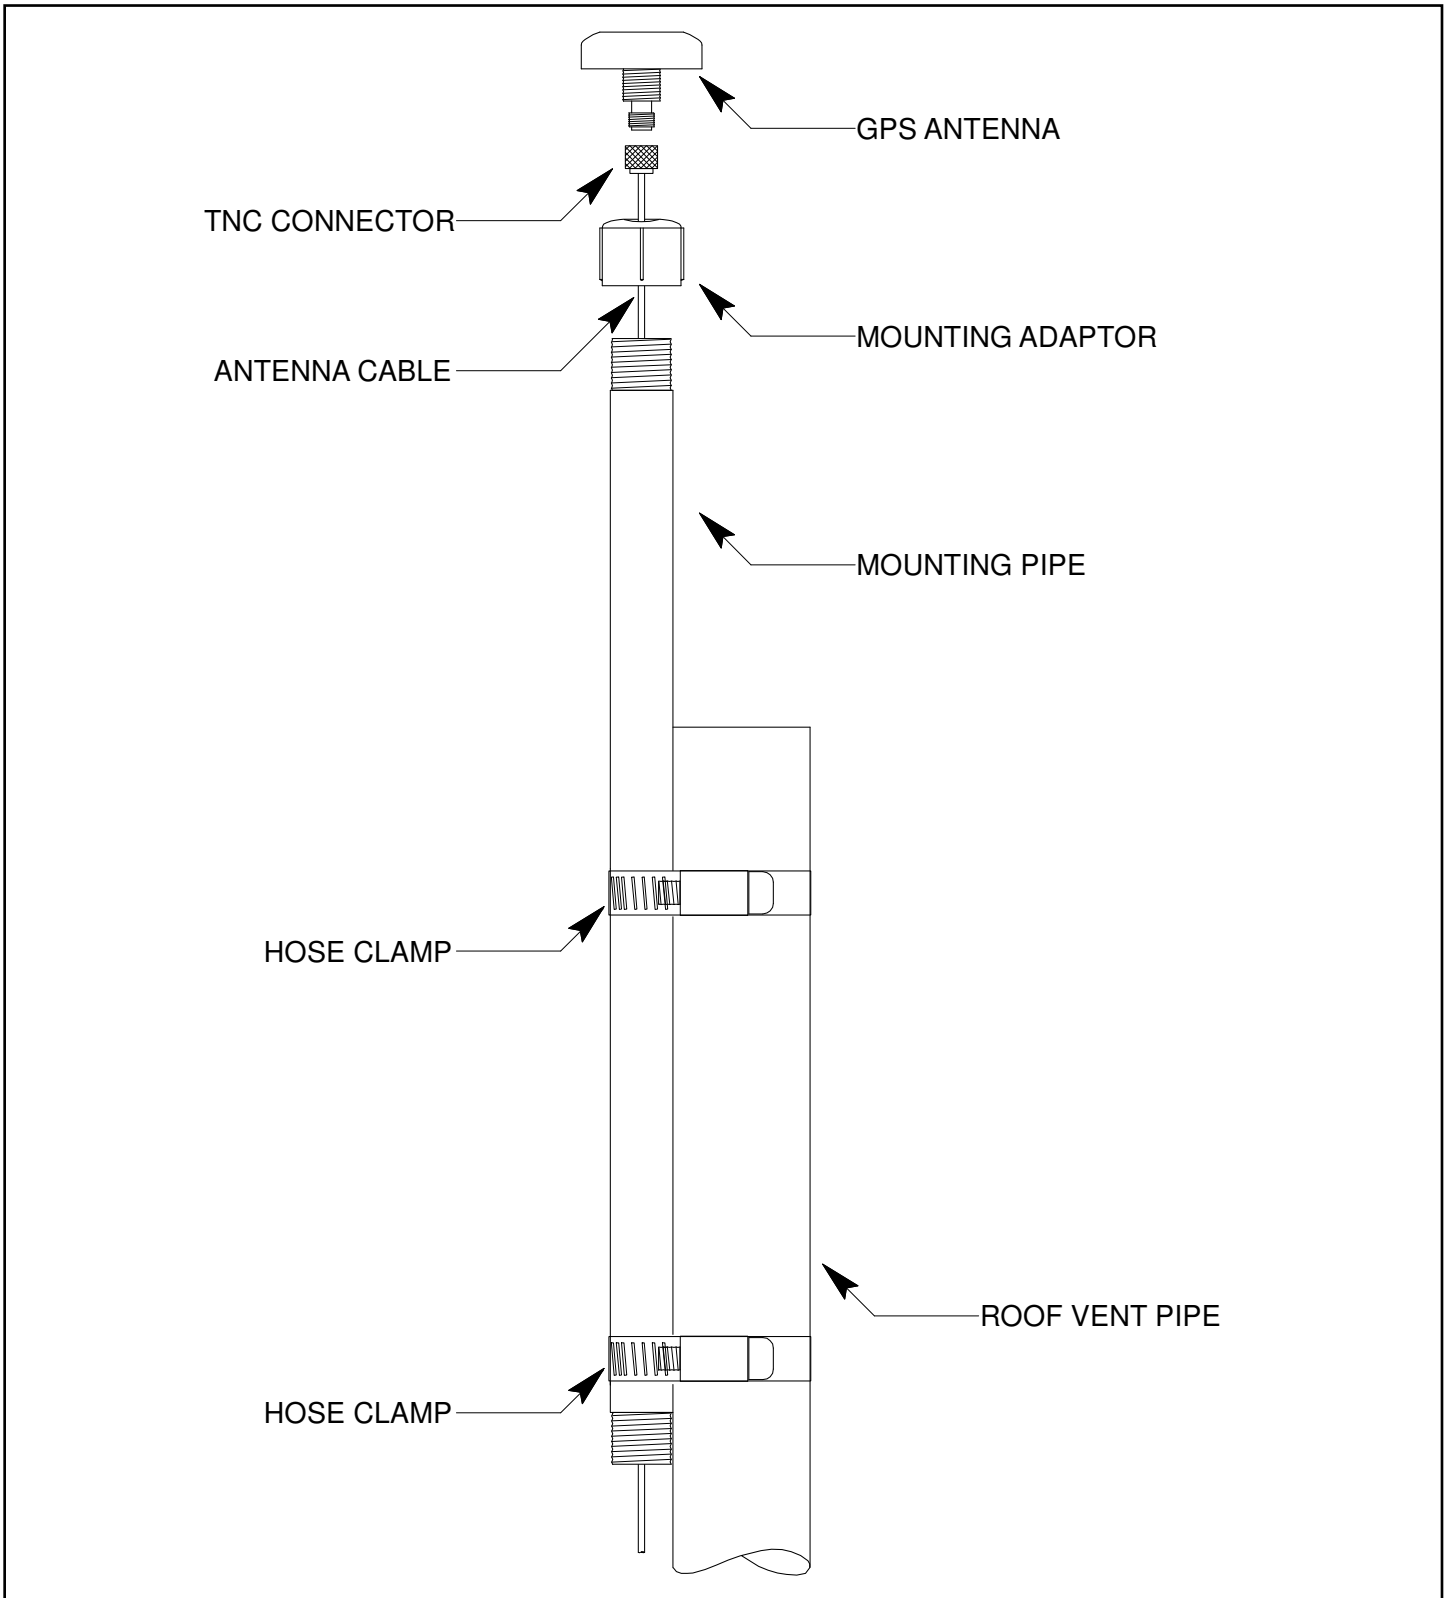 GPS ANTENNA
TNC CONNECTOR
MOUNTING ADAPTOR
ANTENNA CABLE
MOUNTING PIPE
HOSE CLAMP
ROOF VENT PIPE
HOSE CLAMP